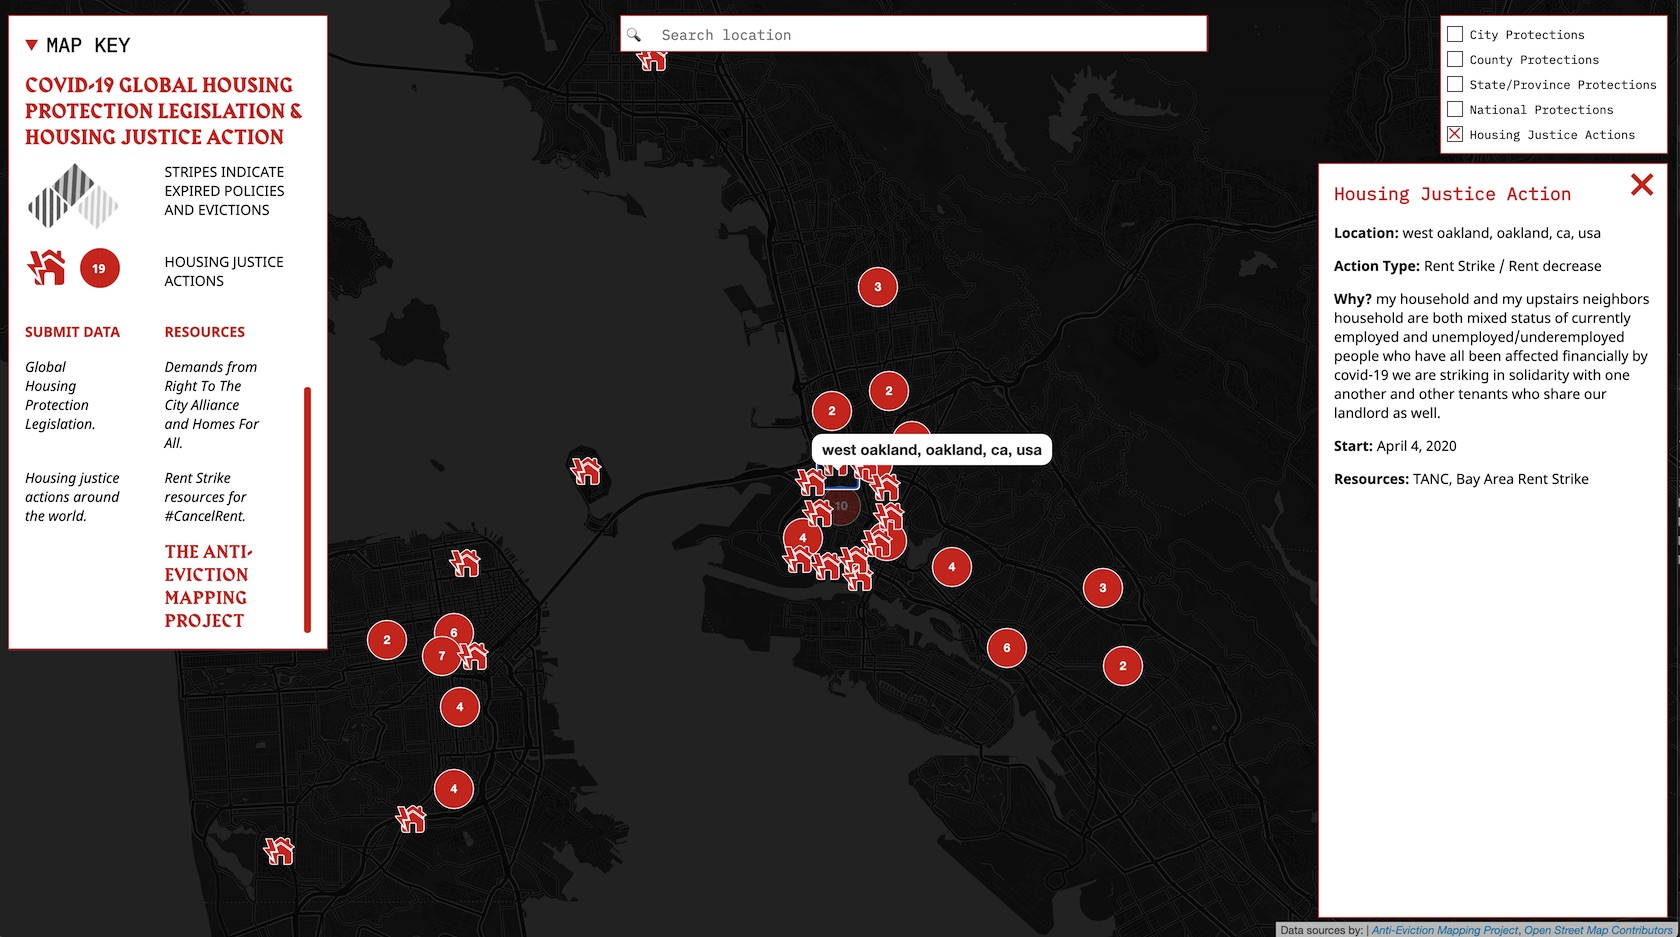 MAP KEY
COVID-19 GLOBAL HOUSING
PROTECTION LEGISLATION &
HOUSING JUSTICE ACTION
STRIPES INDICATE
EXPIRED POLICIES
AND EVICTIONS
19
HOUSING JUSTICE
ACTIONS
SUBMIT DATA
Global
Housing
Protection
Legislation.
Housing justice
actions around
the world.
RESOURCES
Demands from
Right To The
City Alliance
and Homes For
All.
Rent Strike
resources for
#CancelRent.
THE ANTI-
EVICTION
MAPPING
PROJECT
Search location
3
2
2
west oakland, oakland, ca, usa
10
4
4
3
6
2
2
6
7
4
4
City Protections
County Protections
State/Province Protections
National Protections
Housing Justice Actions
Housing Justice Action
Location: west oakland, oakland, ca, usa
Action Type: Rent Strike / Rent decrease
Why? my household and my upstairs neighbors
household are both mixed status of currently
employed and unemployed/underemployed
people who have all been affected financially by
covid-19 we are striking in solidarity with one
another and other tenants who share our
landlord as well.
Start: April 4, 2020
Resources: TANC, Bay Area Rent Strike
Data sources by: | Anti-Eviction Mapping Project, Open Street Map Contributors